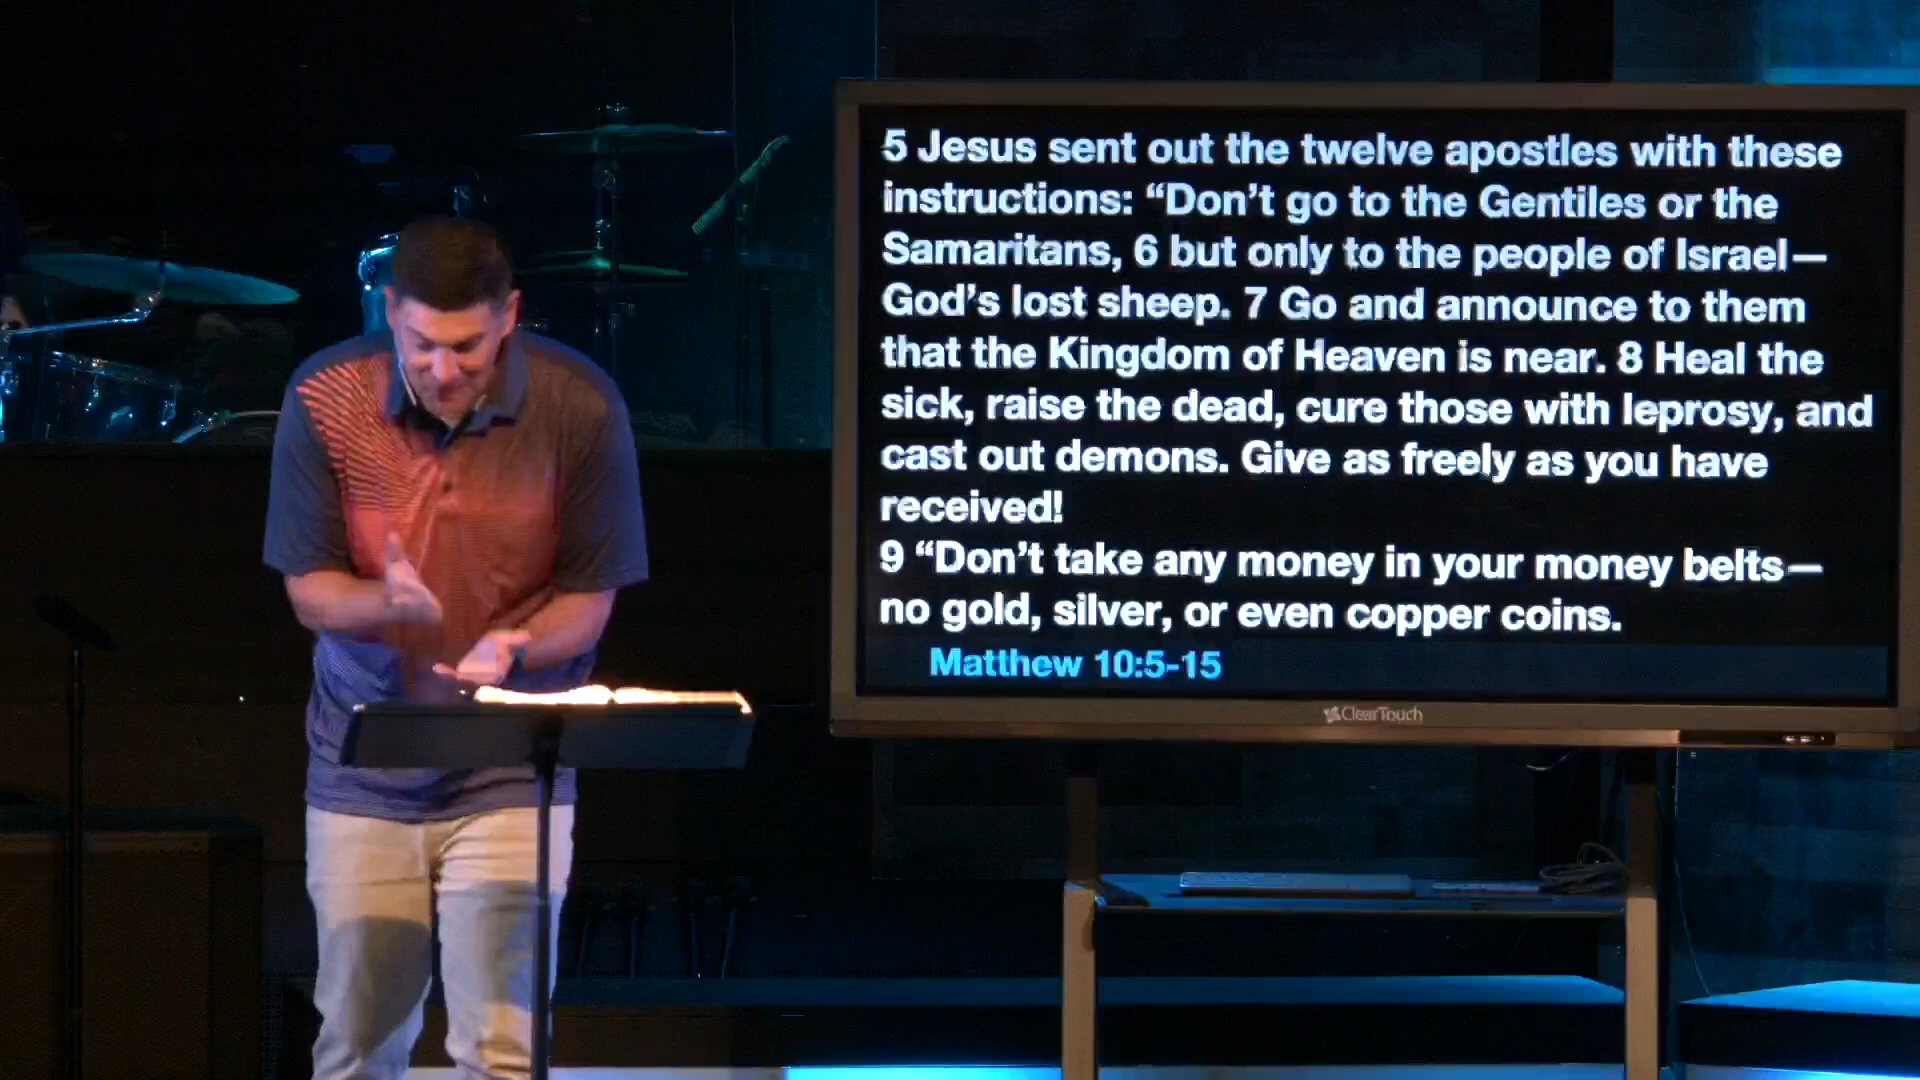 5 Jesus sent out the twelve apostles with these
instructions: “Don’t go to the Gentiles or the
Samaritans, 6 but only to the people of Israel—
God’s lost sheep. 7 Go and announce to them
that the Kingdom of Heaven is near. 8 Heal the
sick, raise the dead, cure those with leprosy, and
cast out demons. Give as freely as you have
received!
9 “Don’t take any money in your money belts—
no gold, silver, or even copper coins.
Matthew 10:5-15
ClearTouch